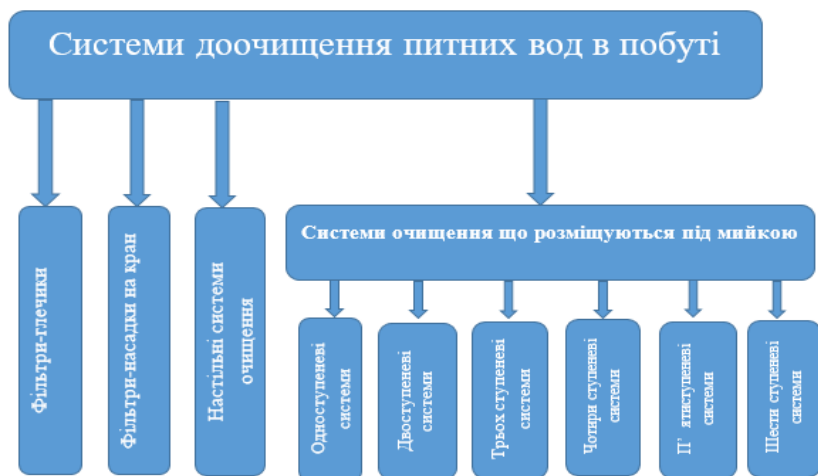 Системи доочищення питних вод в побуті
Фільтри-глечики
Фільтри-насадки на кран
Настільні системи
очищення
Системи очищення що розміщуються під мийкою
Одноступеневі
системи
Двоступеневі
системи
Трьох ступеневі
системи
Чотири ступеневі
системи
П’ ятиступеневі
системи
Шести ступеневі
системи